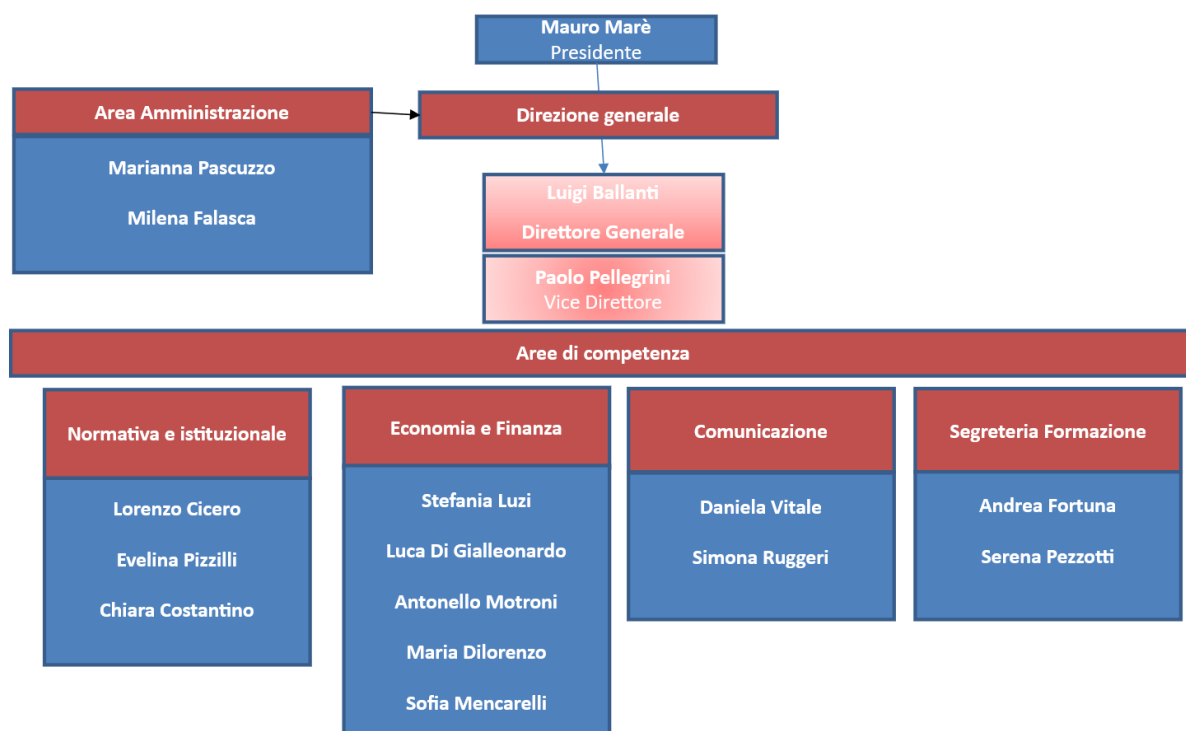 Mauro Marè
Presidente
Area Amministrazione
Marianna Pascuzzo
Milena Falasca
Direzione generale
Luigi Ballanti
Direttore Generale
Paolo Pellegrini
Vice Direttore
Aree di competenza
Normativa e istituzionale
Lorenzo Cicero
Evelina Pizzilli
Chiara Costantino
Economia e Finanza
Stefania Luzi
Luca Di Gialleonardo
Antonello Motroni
Maria Dilorenzo
Sofia Mencarelli
Comunicazione
Daniela Vitale
Simona Ruggeri
Segreteria Formazione
Andrea Fortuna
Serena Pezzotti